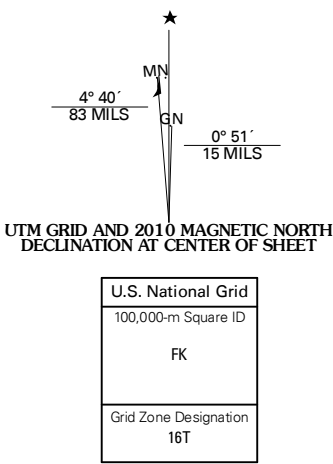 ★
MN
4° 40´
83 MILS
GN
0° 51´
15 MILS
UTM GRID AND 2010 MAGNETIC NORTH
DECLINATION AT CENTER OF SHEET
U.S. National Grid
100,000-m Square ID
FK
Grid Zone Designation
16T